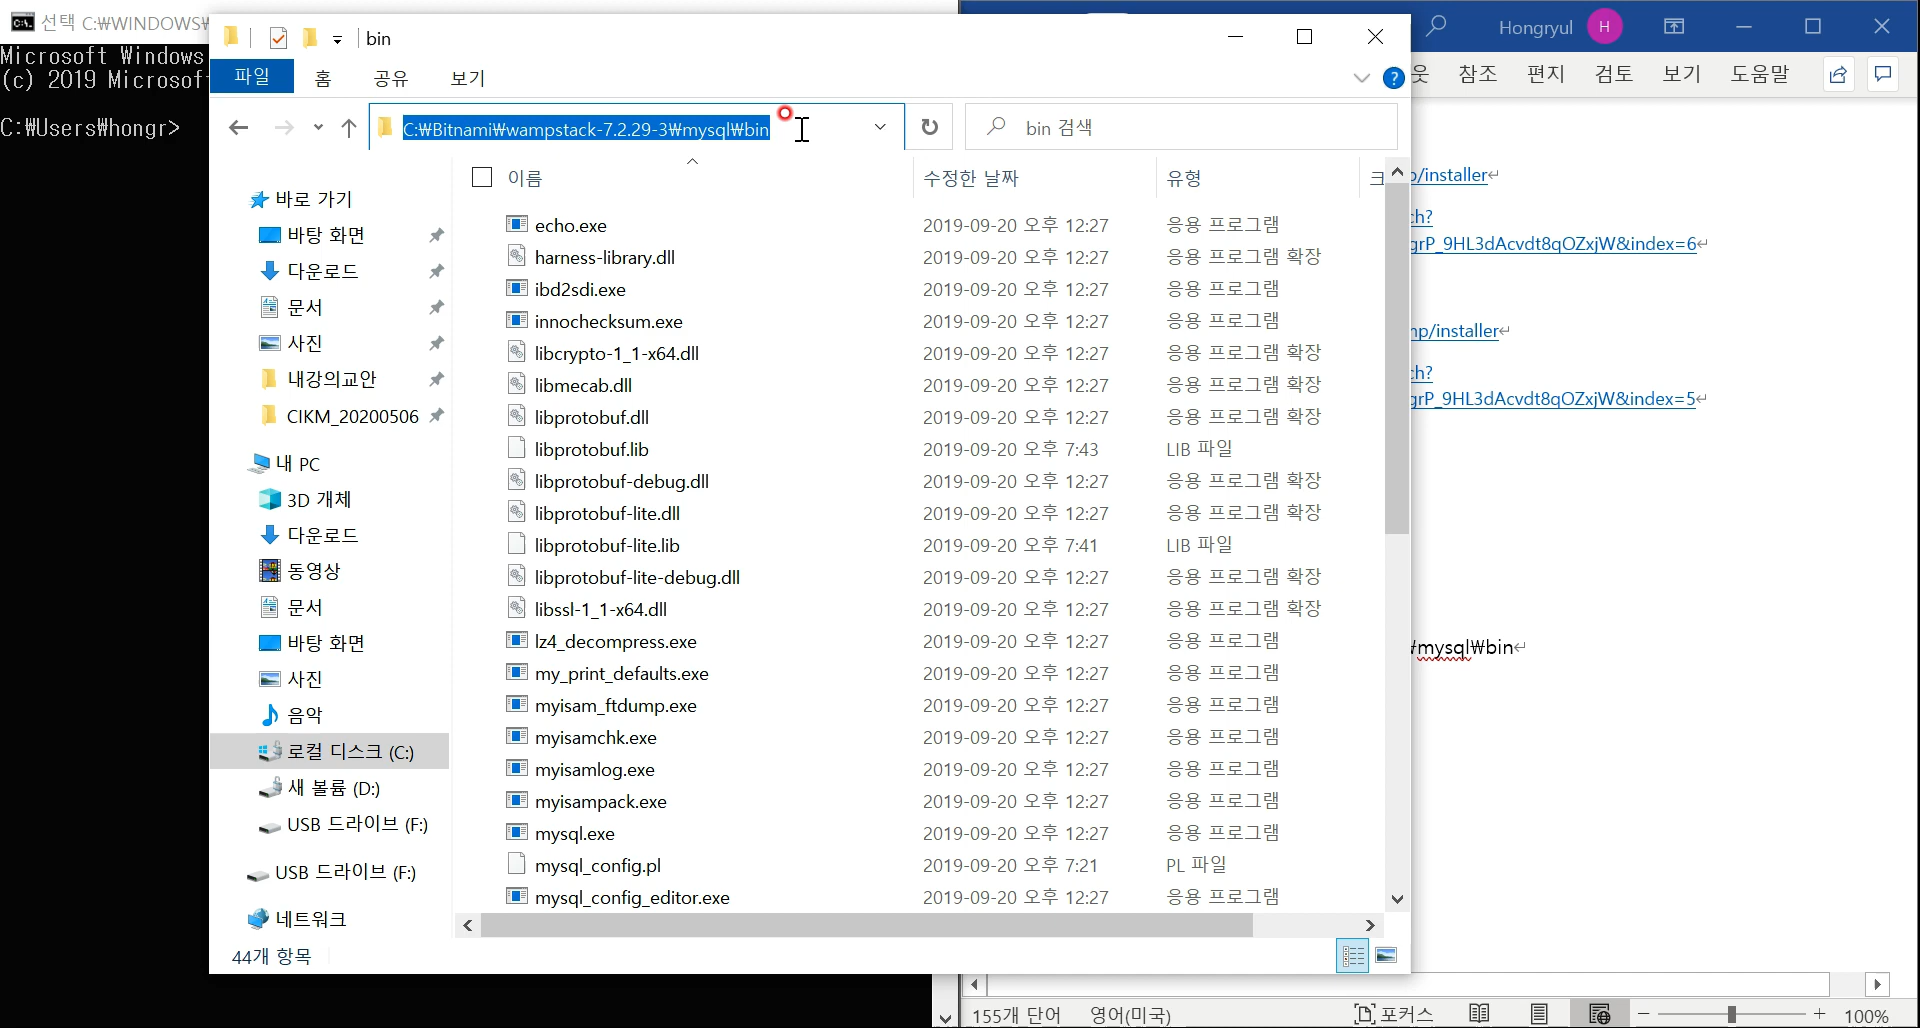 선택 C:₩WINDOWS₩
Microsoft Windows
(c) 2019 Microsoft
C:₩Users₩hongr>
bin
파일 홈 공유 보기
C:₩Bitnami₩wampstack-7.2.29-3₩mysql₩bin
bin 검색
이름 수정한 날짜 유형 크
바로 가기
바탕 화면
다운로드
문서
사진
내강의교안
CIKM_20200506
내 PC
3D 개체
다운로드
동영상
문서
바탕 화면
사진
음악
로컬 디스크 (C:)
새 볼륨 (D:)
USB 드라이브 (F:)
USB 드라이브 (F:)
네트워크
echo.exe 2019-09-20 오후 12:27 응용 프로그램
harness-library.dll 2019-09-20 오후 12:27 응용 프로그램 확장
ibd2sdi.exe 2019-09-20 오후 12:27 응용 프로그램
innochecksum.exe 2019-09-20 오후 12:27 응용 프로그램
libcrypto-1_1-x64.dll 2019-09-20 오후 12:27 응용 프로그램 확장
libmecab.dll 2019-09-20 오후 12:27 응용 프로그램 확장
libprotobuf.dll 2019-09-20 오후 12:27 응용 프로그램 확장
libprotobuf.lib 2019-09-20 오후 7:43 LIB 파일
libprotobuf-debug.dll 2019-09-20 오후 12:27 응용 프로그램 확장
libprotobuf-lite.dll 2019-09-20 오후 12:27 응용 프로그램 확장
libprotobuf-lite.lib 2019-09-20 오후 7:41 LIB 파일
libprotobuf-lite-debug.dll 2019-09-20 오후 12:27 응용 프로그램 확장
libssl-1_1-x64.dll 2019-09-20 오후 12:27 응용 프로그램 확장
lz4_decompress.exe 2019-09-20 오후 12:27 응용 프로그램
my_print_defaults.exe 2019-09-20 오후 12:27 응용 프로그램
myisam_ftdump.exe 2019-09-20 오후 12:27 응용 프로그램
myisamchk.exe 2019-09-20 오후 12:27 응용 프로그램
myisamlog.exe 2019-09-20 오후 12:27 응용 프로그램
myisampack.exe 2019-09-20 오후 12:27 응용 프로그램
mysql.exe 2019-09-20 오후 12:27 응용 프로그램
mysql_config.pl 2019-09-20 오후 7:21 PL 파일
mysql_config_editor.exe 2019-09-20 오후 12:27 응용 프로그램
44개 항목
Hongryul H
웃 참조 편지 검토 보기 도움말
p/installer
ch?
grP_9HL3dAcvdt8qOZxjW&index=6
np/installer
ch?
grP_9HL3dAcvdt8qOZxjW&index=5
₩mysql₩bin
155개 단어 영어(미국) 포커스 100%